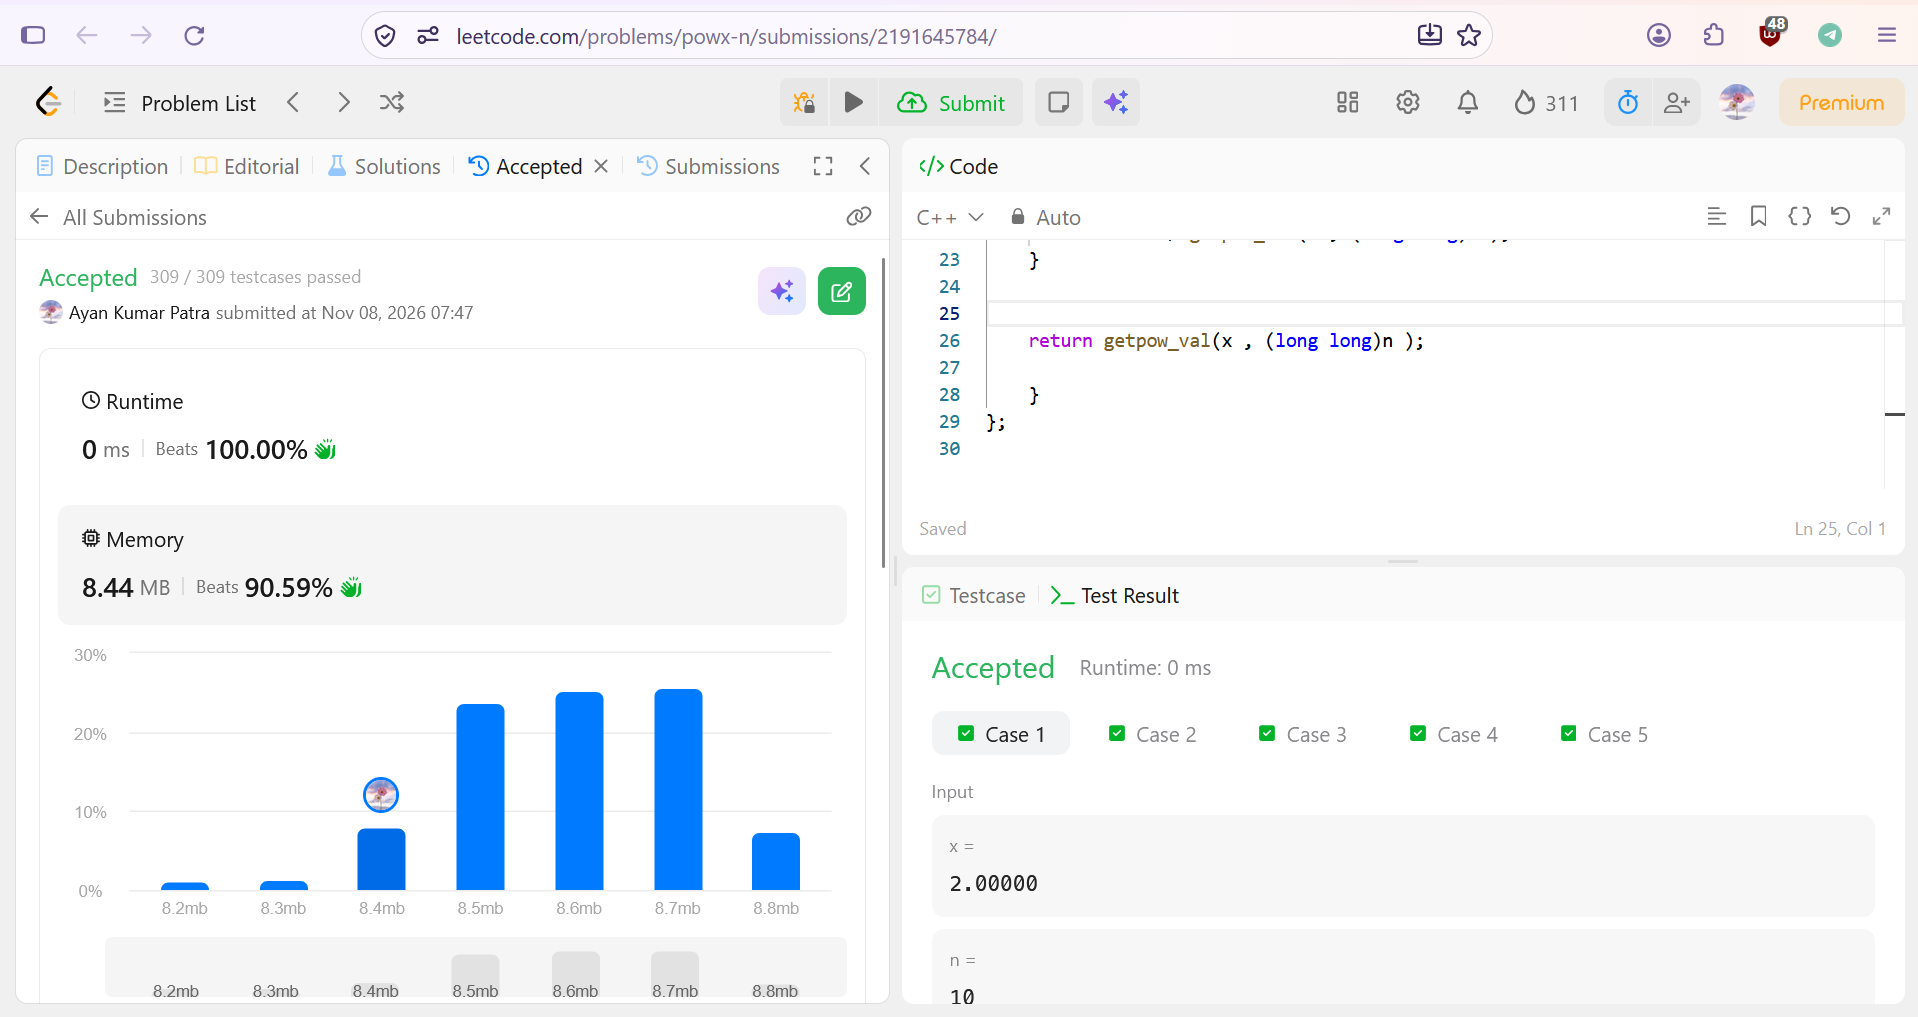 leetcode.com/problems/powx-n/submissions/2191645784/
48
Problem List
Submit
311
Premium
Description
Editorial
Solutions
Accepted
Submissions
All Submissions
Accepted 309 / 309 testcases passed
Ayan Kumar Patra submitted at Nov 08, 2026 07:47
Runtime
0 ms Beats 100.00%
Memory
8.44 MB Beats 90.59%
30%
20%
10%
0%
8.2mb 8.3mb 8.4mb 8.5mb 8.6mb 8.7mb 8.8mb
8.2mb 8.3mb 8.4mb 8.5mb 8.6mb 8.7mb 8.8mb
</> Code
C++ Auto
23 }
24
25
26 return getpow_val(x , (long long)n );
27
28 }
29 };
30
Saved Ln 25, Col 1
Testcase
Test Result
Accepted Runtime: 0 ms
Case 1 Case 2 Case 3 Case 4 Case 5
Input
x =
2.00000
n =
10